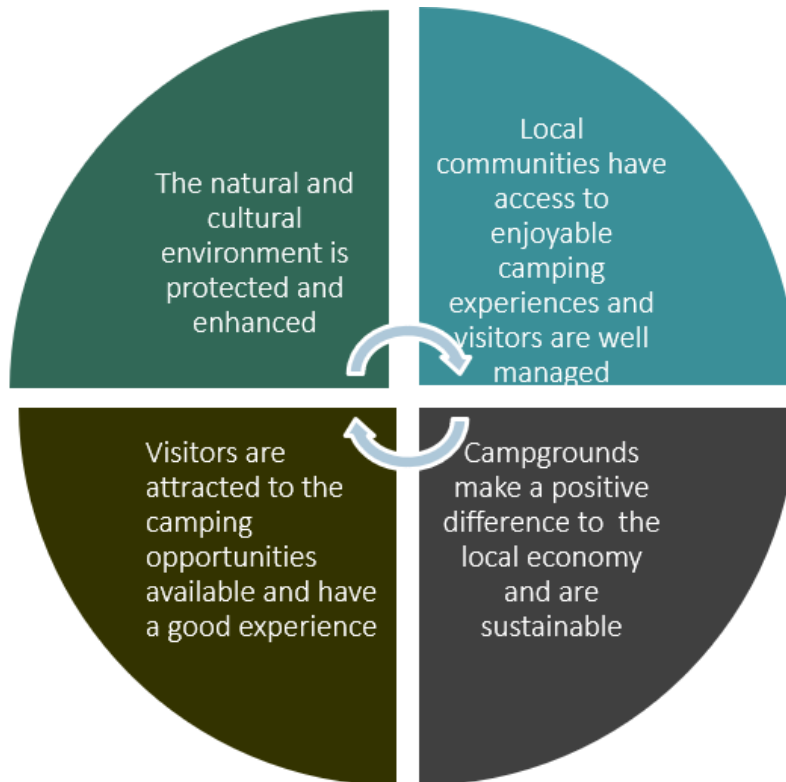 The natural and
cultural
environment is
protected and
enhanced
Local
communities have
access to
enjoyable
camping
experiences and
visitors are well
managed
Visitors are
attracted to the
camping
opportunities
available and have
a good experience
Campgrounds
make a positive
difference to  the
local economy
and are
sustainable